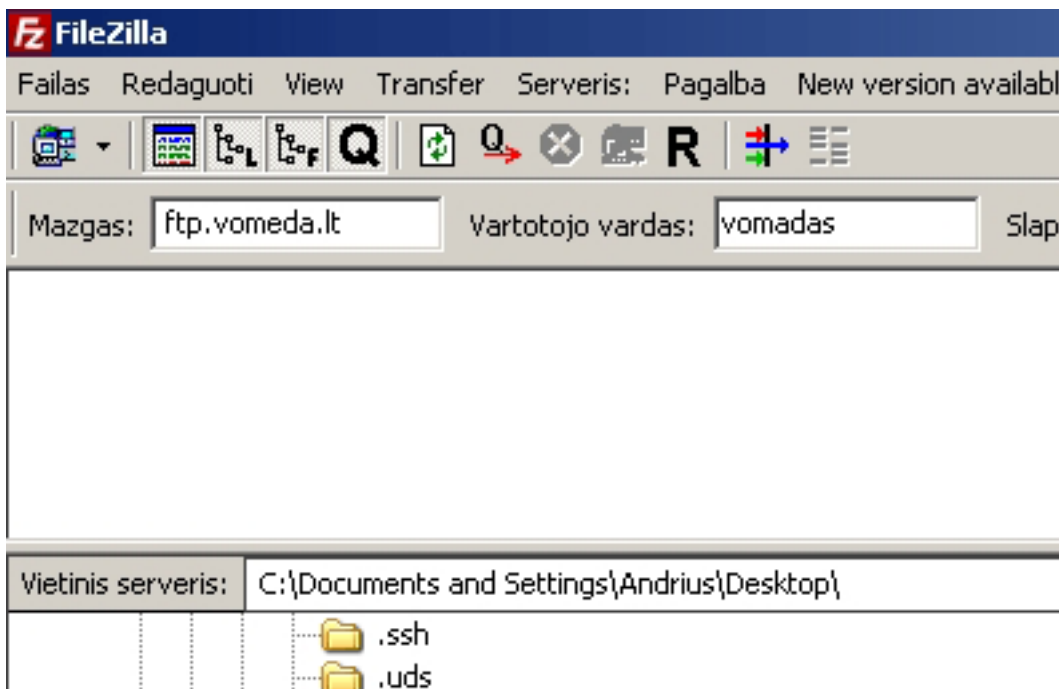 FileZilla
Failas Redaguoti View Transfer Serveris: Pagalba New version availabl
L F Q Q R
Mazgas: ftp.vomeda.lt Vartotojo vardas: vomadas Slap
Vietinis serveris: C:\Documents and Settings\Andrius\Desktop\
.ssh
.uds